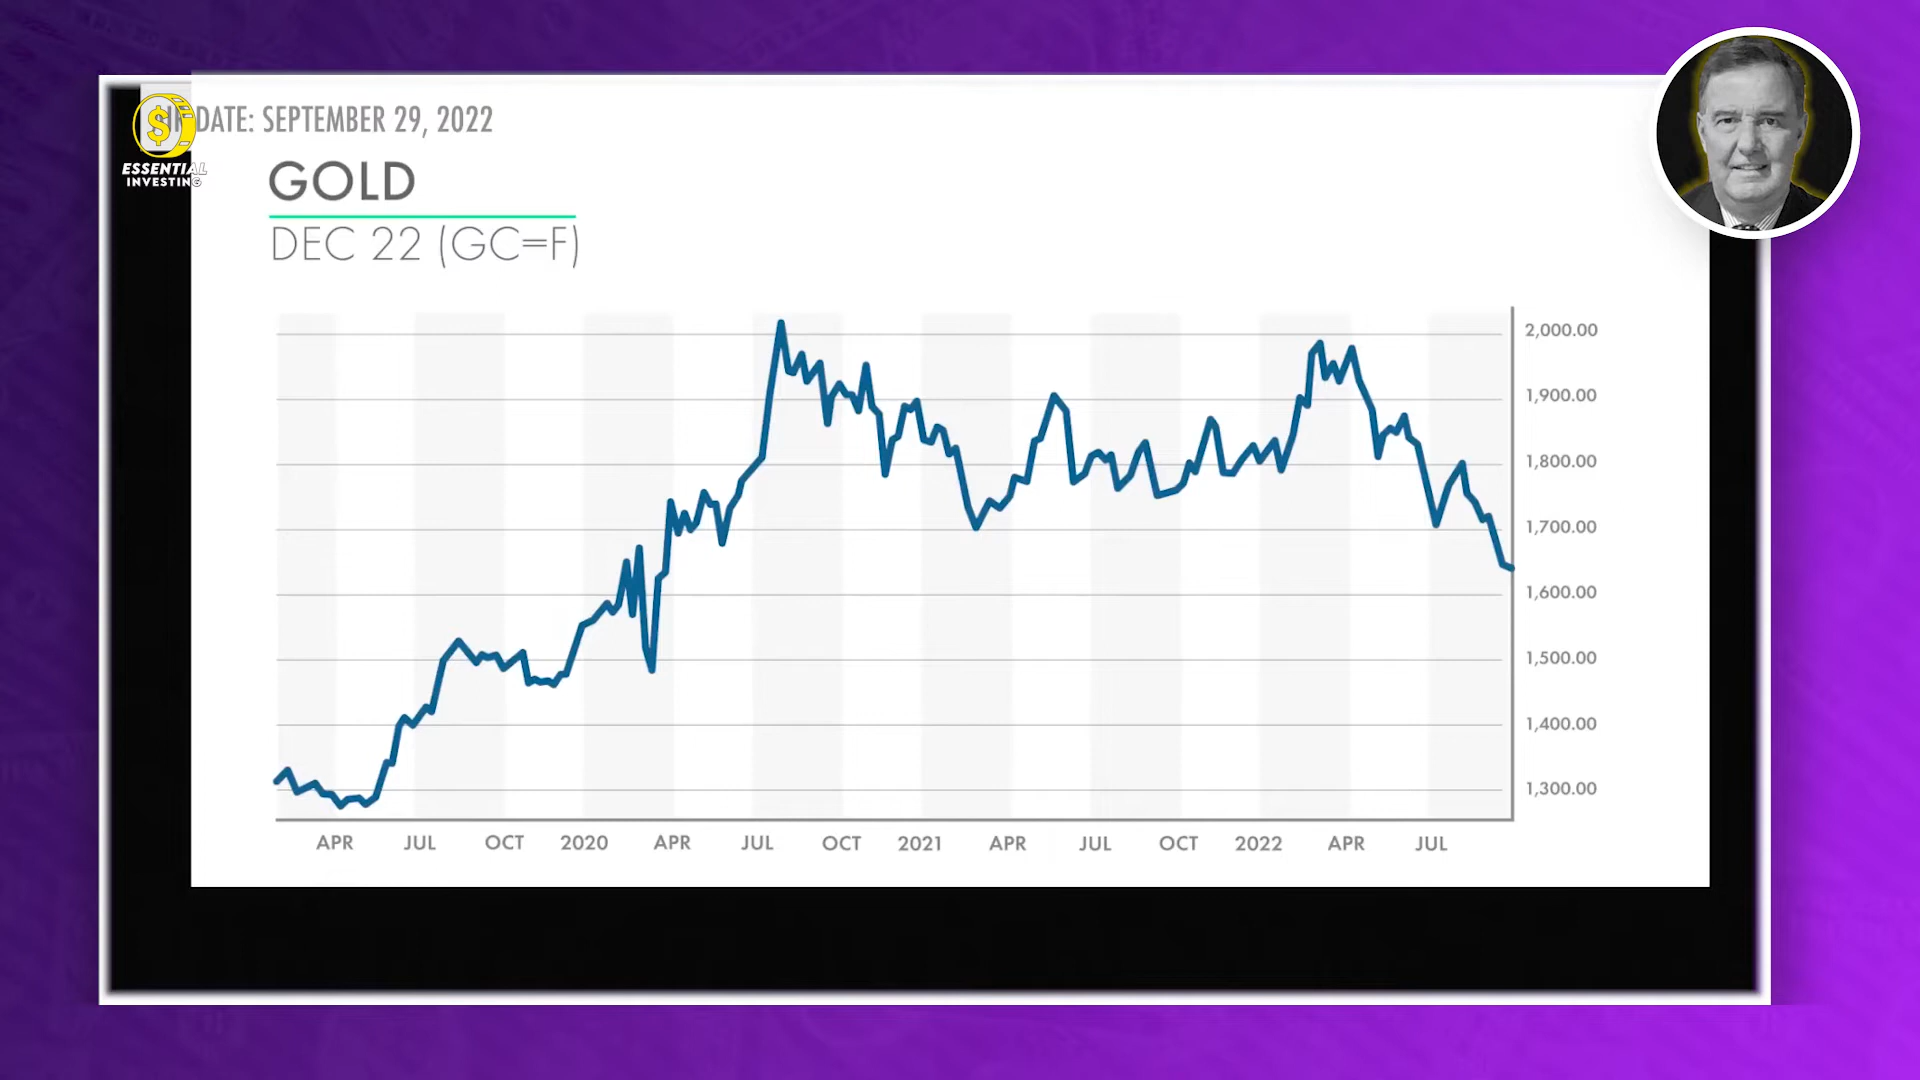 UPDATE: SEPTEMBER 29, 2022
$
ESSENTIAL
INVESTING
GOLD
DEC 22 (GC=F)
2,000.00
1,900.00
1,800.00
1,700.00
1,600.00
1,500.00
1,400.00
1,300.00
APR JUL OCT 2020 APR JUL OCT 2021 APR JUL OCT 2022 APR JUL